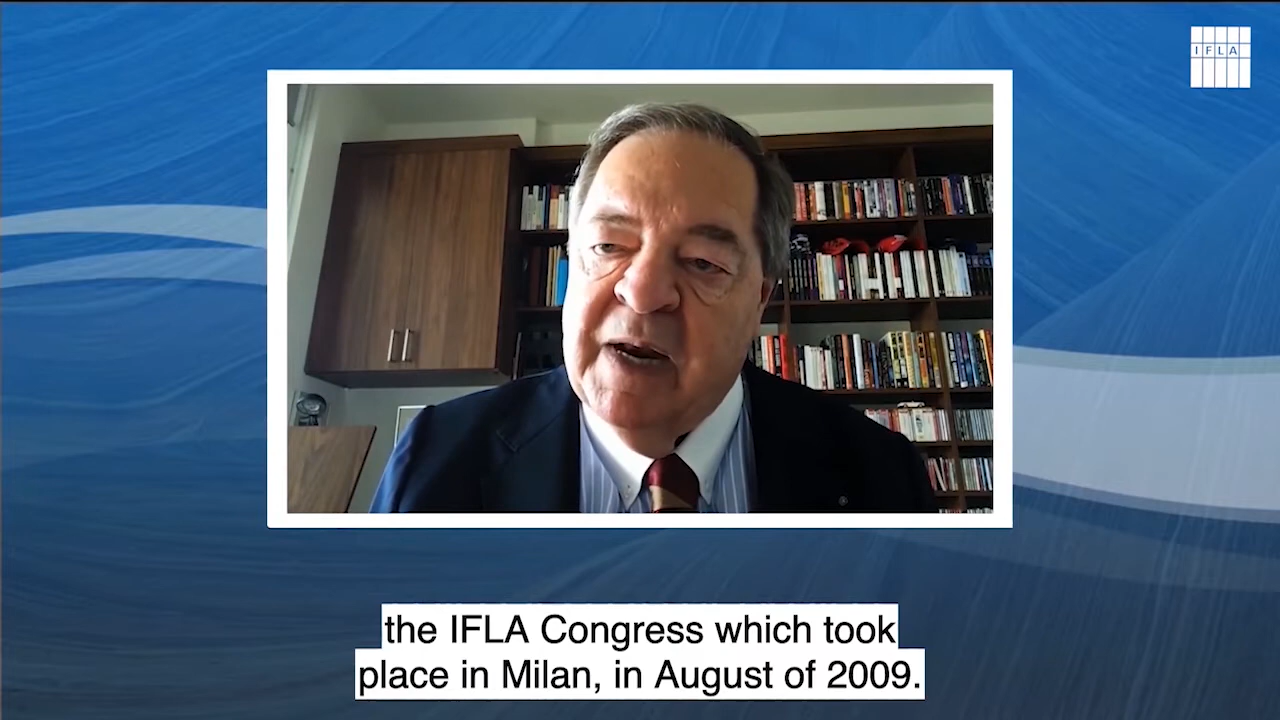 IFLA
the IFLA Congress which took
place in Milan, in August of 2009.